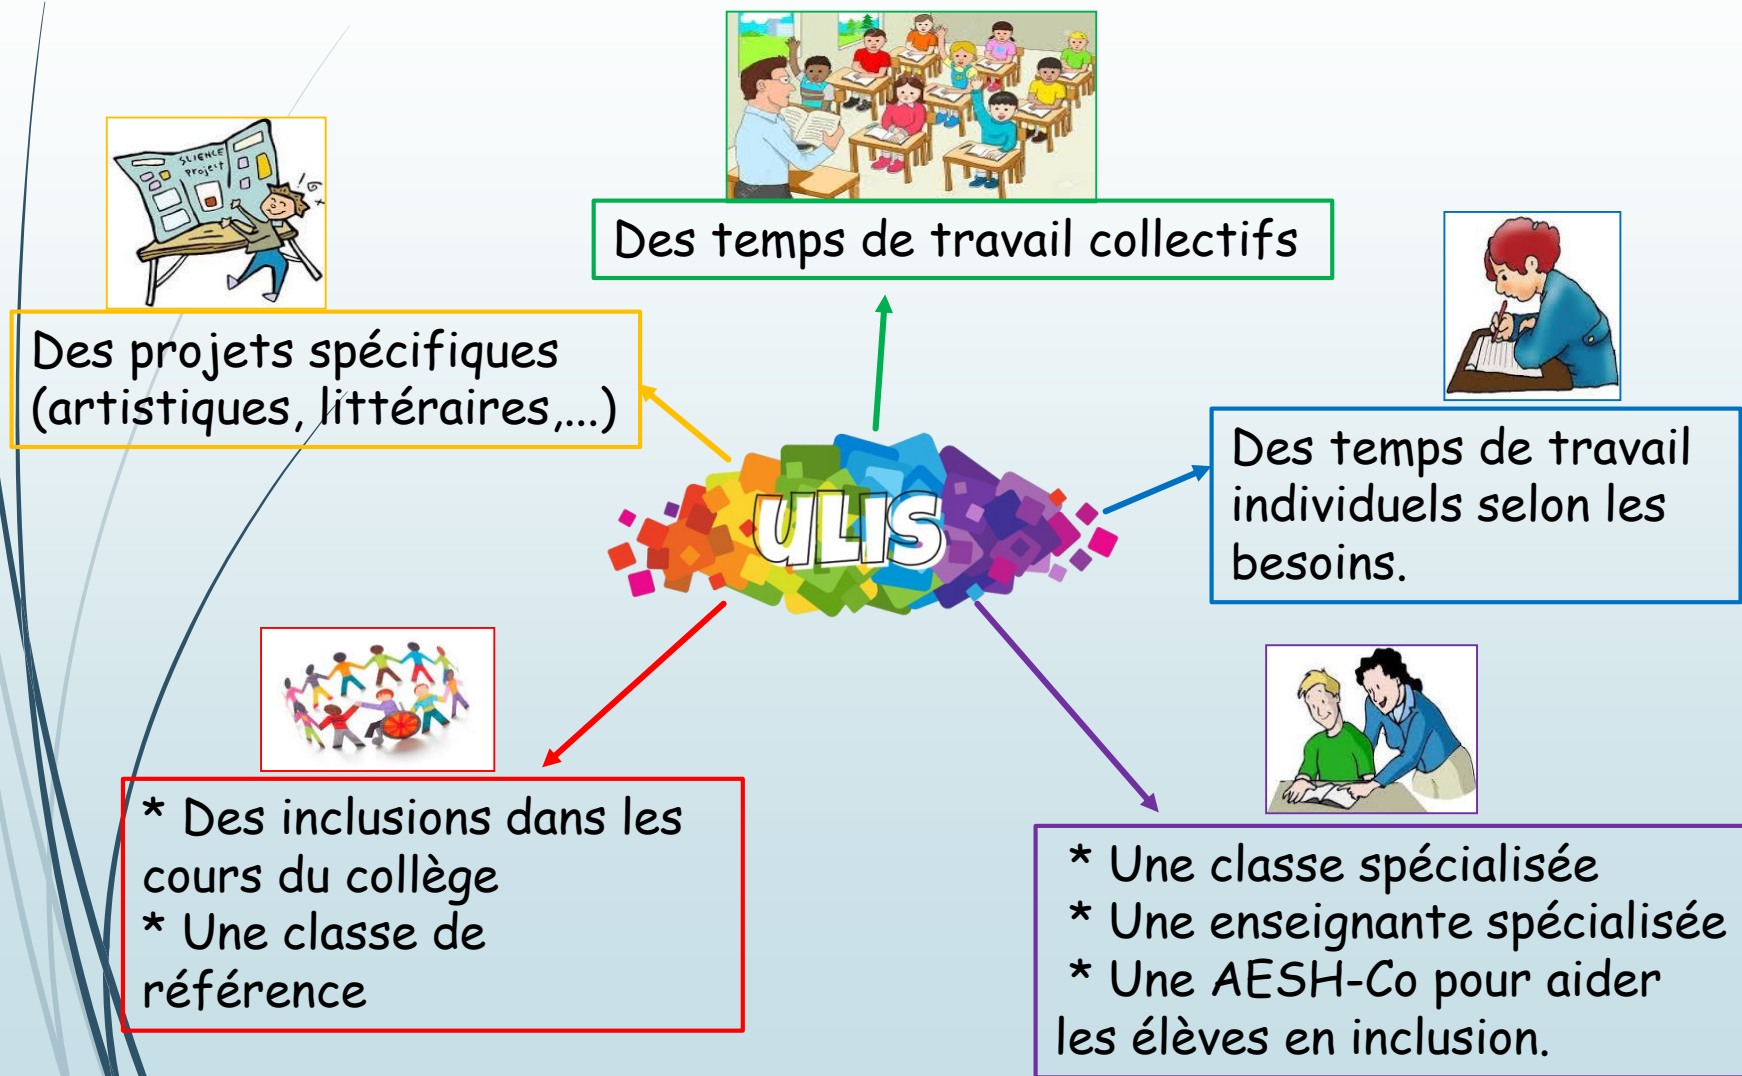 SCIENCE
Project
Des temps de travail collectifs
Des projets spécifiques
(artistiques, littéraires,...)
Des temps de travail
individuels selon les
besoins.
ULIS
* Des inclusions dans les
cours du collège
* Une classe de
référence
* Une classe spécialisée
* Une enseignante spécialisée
* Une AESH-Co pour aider
les élèves en inclusion.